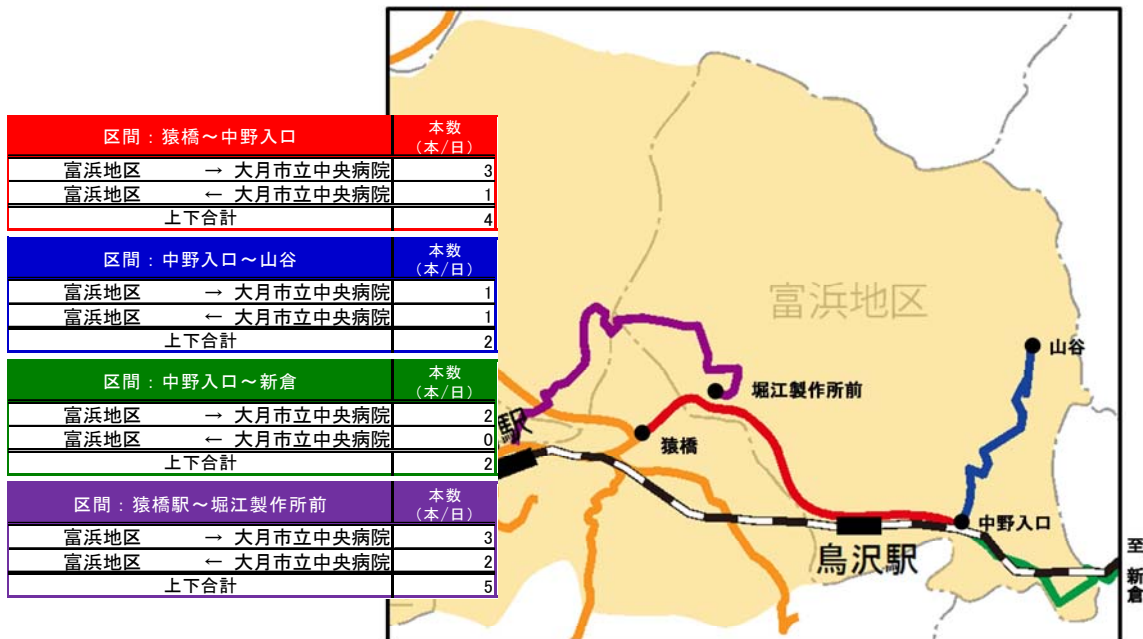 区間：猿橋～中野入口 本数（本/日）
富浜地区 → 大月市立中央病院 3
富浜地区 ← 大月市立中央病院 1
上下合計 4
区間：中野入口～山谷 本数（本/日）
富浜地区 → 大月市立中央病院 1
富浜地区 ← 大月市立中央病院 1
上下合計 2
区間：中野入口～新倉 本数（本/日）
富浜地区 → 大月市立中央病院 2
富浜地区 ← 大月市立中央病院 0
上下合計 2
区間：猿橋駅～堀江製作所前 本数（本/日）
富浜地区 → 大月市立中央病院 3
富浜地区 ← 大月市立中央病院 2
上下合計 5
富浜地区
山谷
堀江製作所前
駅
猿橋
中野入口
鳥沢駅
至新倉